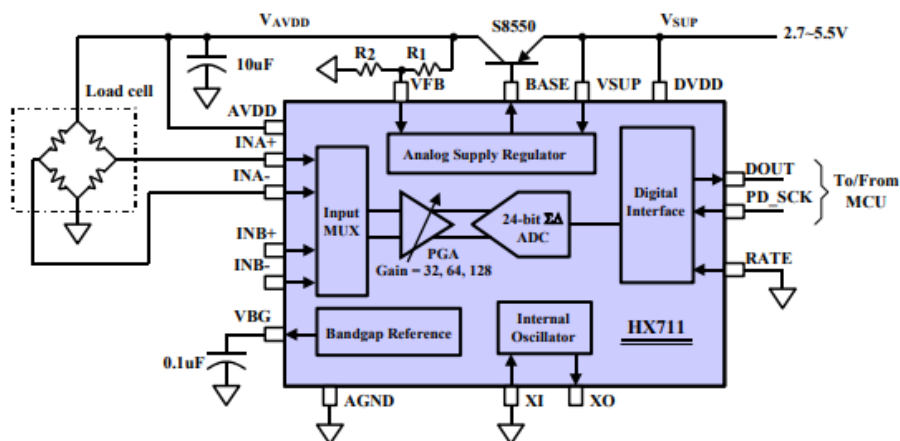 V_AVDD
S8550
V_SUP
2.7~5.5V
R2
R1
10uF
VFB
BASE
VSUP
DVDD
Load cell
AVDD
INA+
INA-
INB+
INB-
VBG
0.1uF
Analog Supply Regulator
Input
MUX
PGA
Gain = 32, 64, 128
24-bit ΣΔ
ADC
Digital
Interface
DOUT
PD_SCK
To/From
MCU
RATE
Bandgap Reference
Internal
Oscillator
HX711
AGND
XI
XO